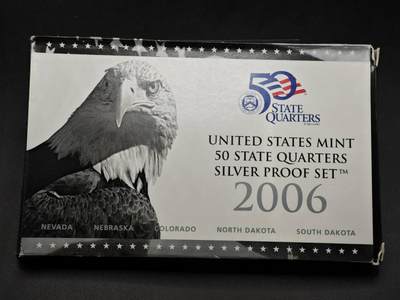 50
STATE
QUARTERS
UNITED STATES MINT
50 STATE QUARTERS
SILVER PROOF SET™
2006
NEVADA NEBRASKA COLORADO NORTH DAKOTA SOUTH DAKOTA